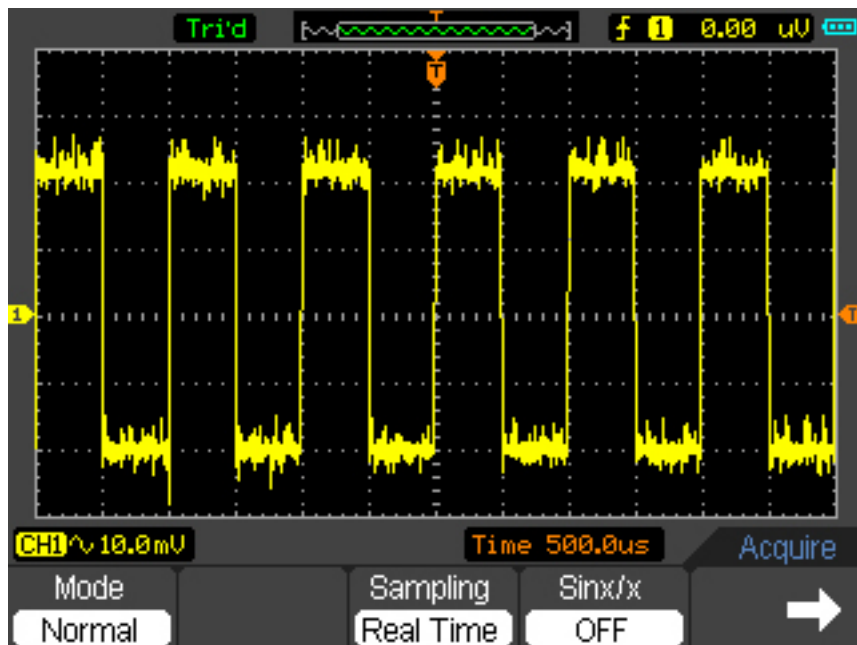 Tri'd T ƒ 1 0.00 uV
T
1 T
CH1 ∿ 10.0mV Time 500.0us Acquire
Mode Sampling Sinx/x
Normal Real Time OFF